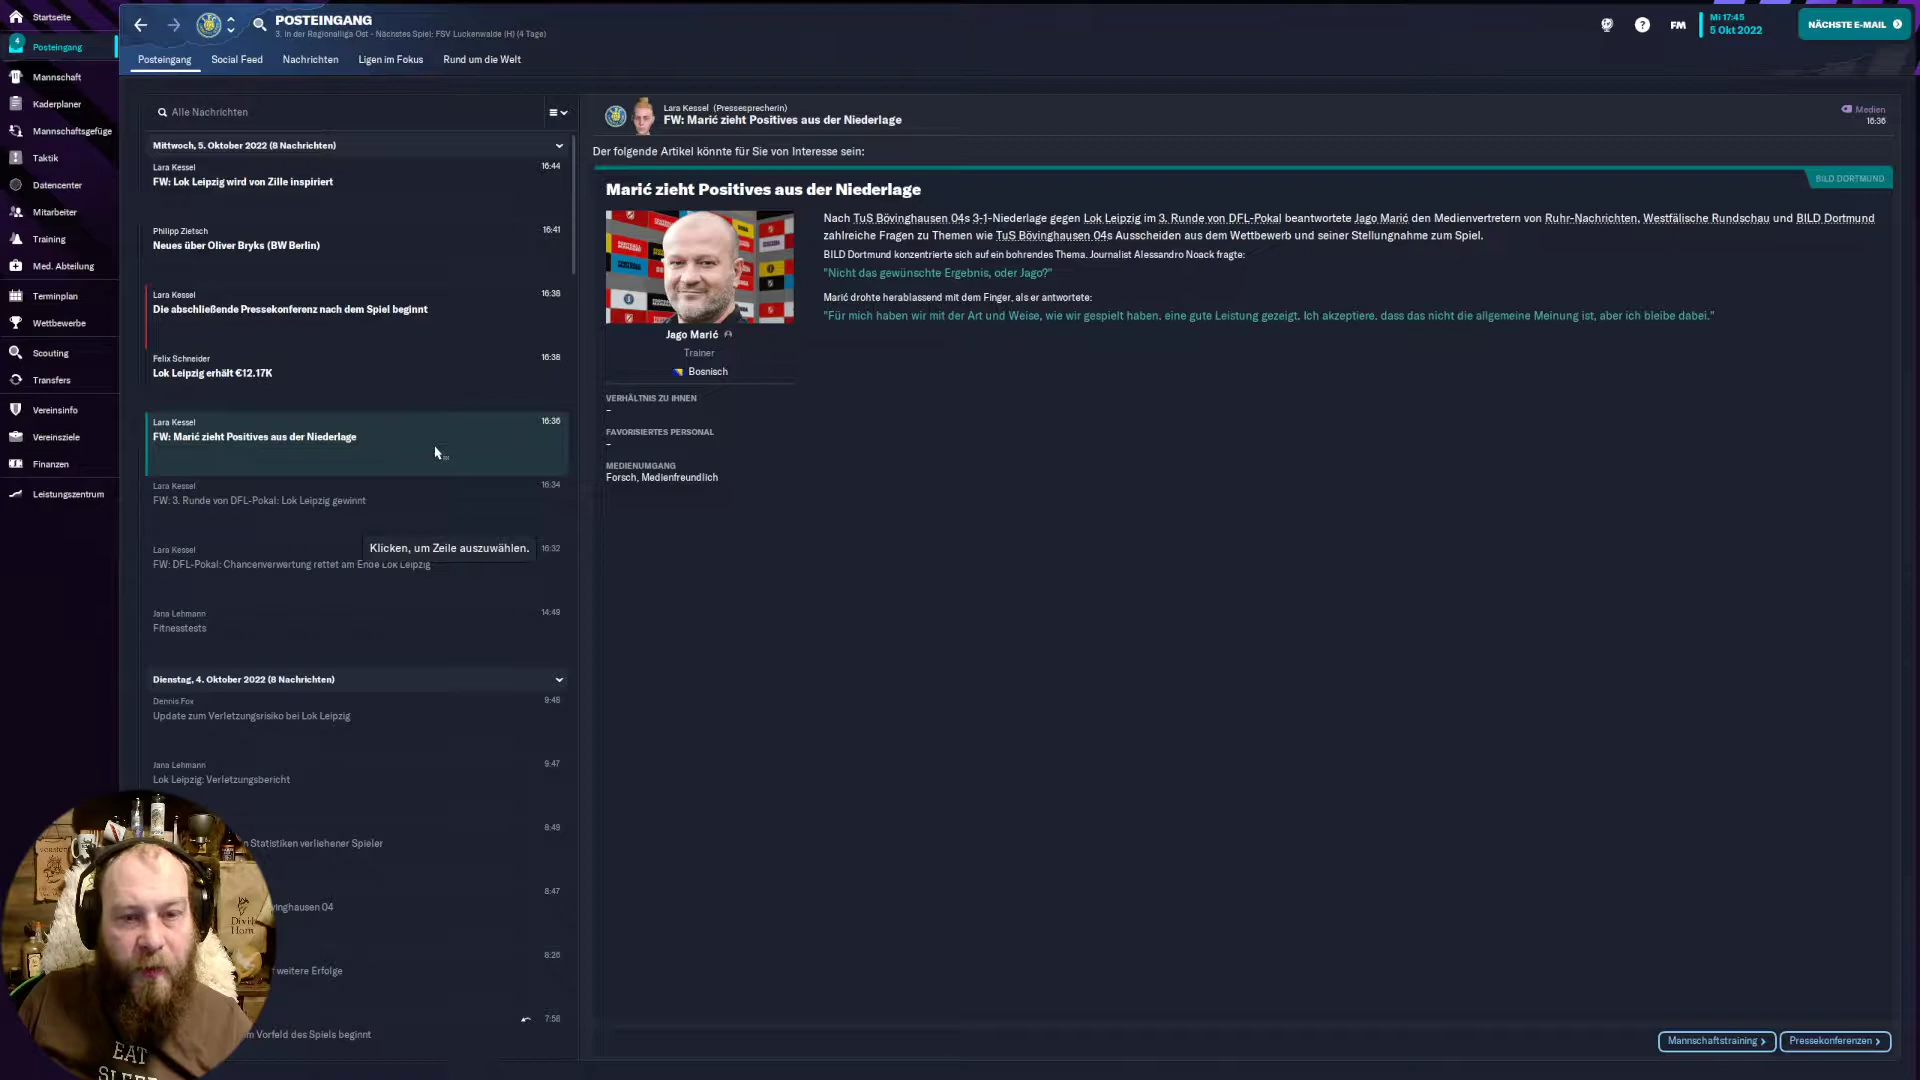 Startseite
4
Posteingang
Mannschaft
Kaderplaner
Mannschaftsgefüge
Taktik
Datencenter
Mitarbeiter
Training
Med. Abteilung
Terminplan
Wettbewerbe
Scouting
Transfers
Vereinsinfo
Vereinsziele
Finanzen
Leistungszentrum
POSTEINGANG
3. in der Regionalliga Ost - Nächstes Spiel: FSV Luckenwalde (H) (4 Tage)
FM
Mi 17:45
5 Okt 2022
NÄCHSTE E-MAIL
Posteingang Social Feed Nachrichten Ligen im Fokus Rund um die Welt
Alle Nachrichten
Mittwoch, 5. Oktober 2022 (8 Nachrichten)
Lara Kessel 16:44
FW: Lok Leipzig wird von Zille inspiriert
Philipp Zietsch 16:41
Neues über Oliver Bryks (BW Berlin)
Lara Kessel 16:38
Die abschließende Pressekonferenz nach dem Spiel beginnt
Felix Schneider 16:38
Lok Leipzig erhält €12.17K
Lara Kessel 16:36
FW: Marić zieht Positives aus der Niederlage
Lara Kessel 16:34
FW: 3. Runde von DFL-Pokal: Lok Leipzig gewinnt
Klicken, um Zeile auszuwählen.
Lara Kessel 16:32
FW: DFL-Pokal: Chancenverwertung rettet am Ende Lok Leipzig
Jana Lehmann 14:49
Fitnesstests
Dienstag, 4. Oktober 2022 (8 Nachrichten)
Dennis Fox 9:48
Update zum Verletzungsrisiko bei Lok Leipzig
Jana Lehmann 9:47
Lok Leipzig: Verletzungsbericht
8:49
Statistiken verliehener Spieler
8:47
inghausen 04
8:26
weitere Erfolge
7:58
Vorfeld des Spiels beginnt
Lara Kessel (Pressesprecherin)
FW: Marić zieht Positives aus der Niederlage
Medien
16:36
Der folgende Artikel könnte für Sie von Interesse sein:
BILD DORTMUND
Marić zieht Positives aus der Niederlage
Nach TuS Bövinghausen 04s 3-1-Niederlage gegen Lok Leipzig im 3. Runde von DFL-Pokal beantwortete Jago Marić den Medienvertretern von Ruhr-Nachrichten, Westfälische Rundschau und BILD Dortmund
zahlreiche Fragen zu Themen wie TuS Bövinghausen 04s Ausscheiden aus dem Wettbewerb und seiner Stellungnahme zum Spiel.
BILD Dortmund konzentrierte sich auf ein bohrendes Thema. Journalist Alessandro Noack fragte:
"Nicht das gewünschte Ergebnis, oder Jago?"
Marić drohte herablassend mit dem Finger, als er antwortete:
"Für mich haben wir mit der Art und Weise, wie wir gespielt haben, eine gute Leistung gezeigt. Ich akzeptiere, dass das nicht die allgemeine Meinung ist, aber ich bleibe dabei."
Jago Marić
Trainer
Bosnisch
VERHÄLTNIS ZU IHNEN
-
FAVORISIERTES PERSONAL
-
MEDIENUMGANG
Forsch, Medienfreundlich
Mannschaftstraining
Pressekonferenzen
EAT